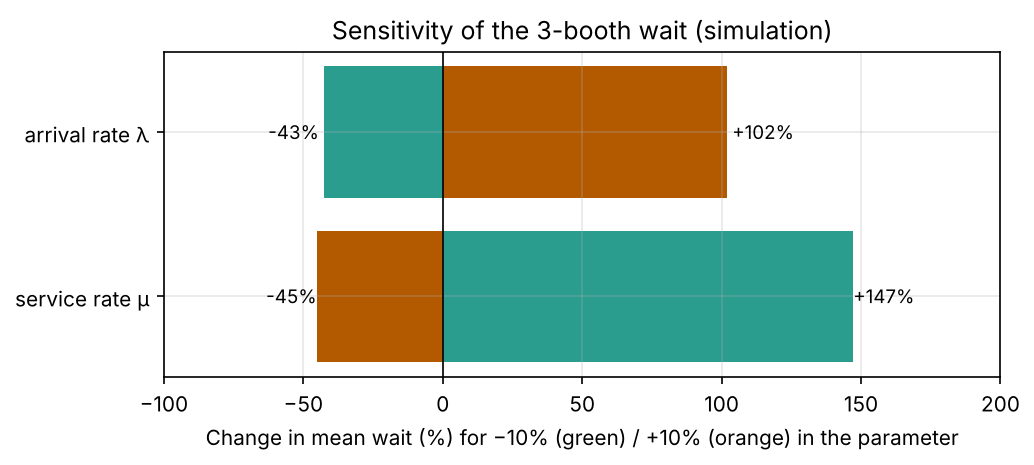 Sensitivity of the 3-booth wait (simulation)
arrival rate λ
-43%
+102%
service rate μ
-45%
+147%
−100
−50
0
50
100
150
200
Change in mean wait (%) for −10% (green) / +10% (orange) in the parameter